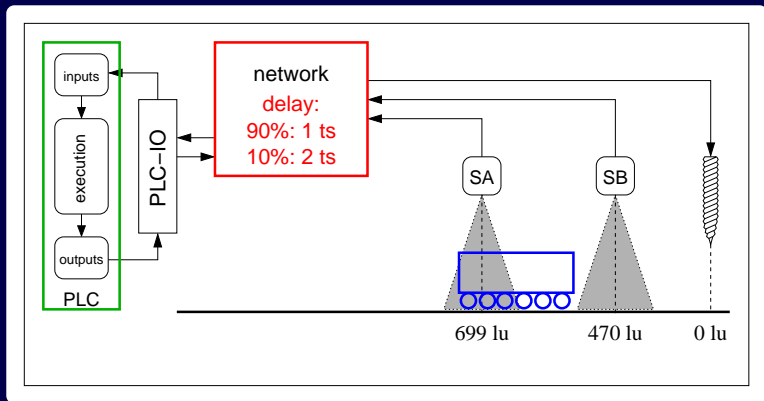 inputs
execution
outputs
PLC
PLC-IO
network
delay:
90%: 1 ts
10%: 2 ts
SA
SB
699 lu
470 lu
0 lu